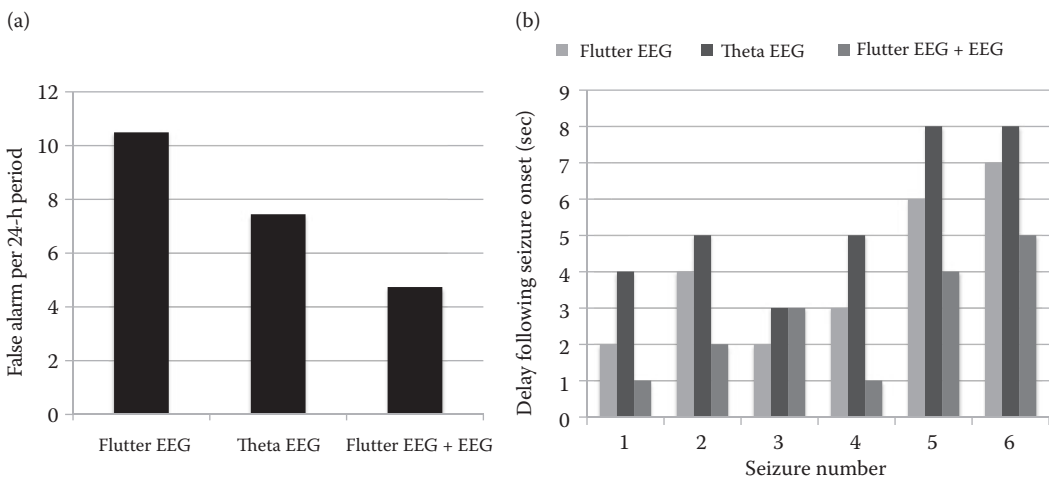 (a)
False alarm per 24-h period
12
10
8
6
4
2
0
Flutter EEG Theta EEG Flutter EEG + EEG
(b)
Flutter EEG Theta EEG Flutter EEG + EEG
Delay following seizure onset (sec)
9
8
7
6
5
4
3
2
1
0
1 2 3 4 5 6
Seizure number